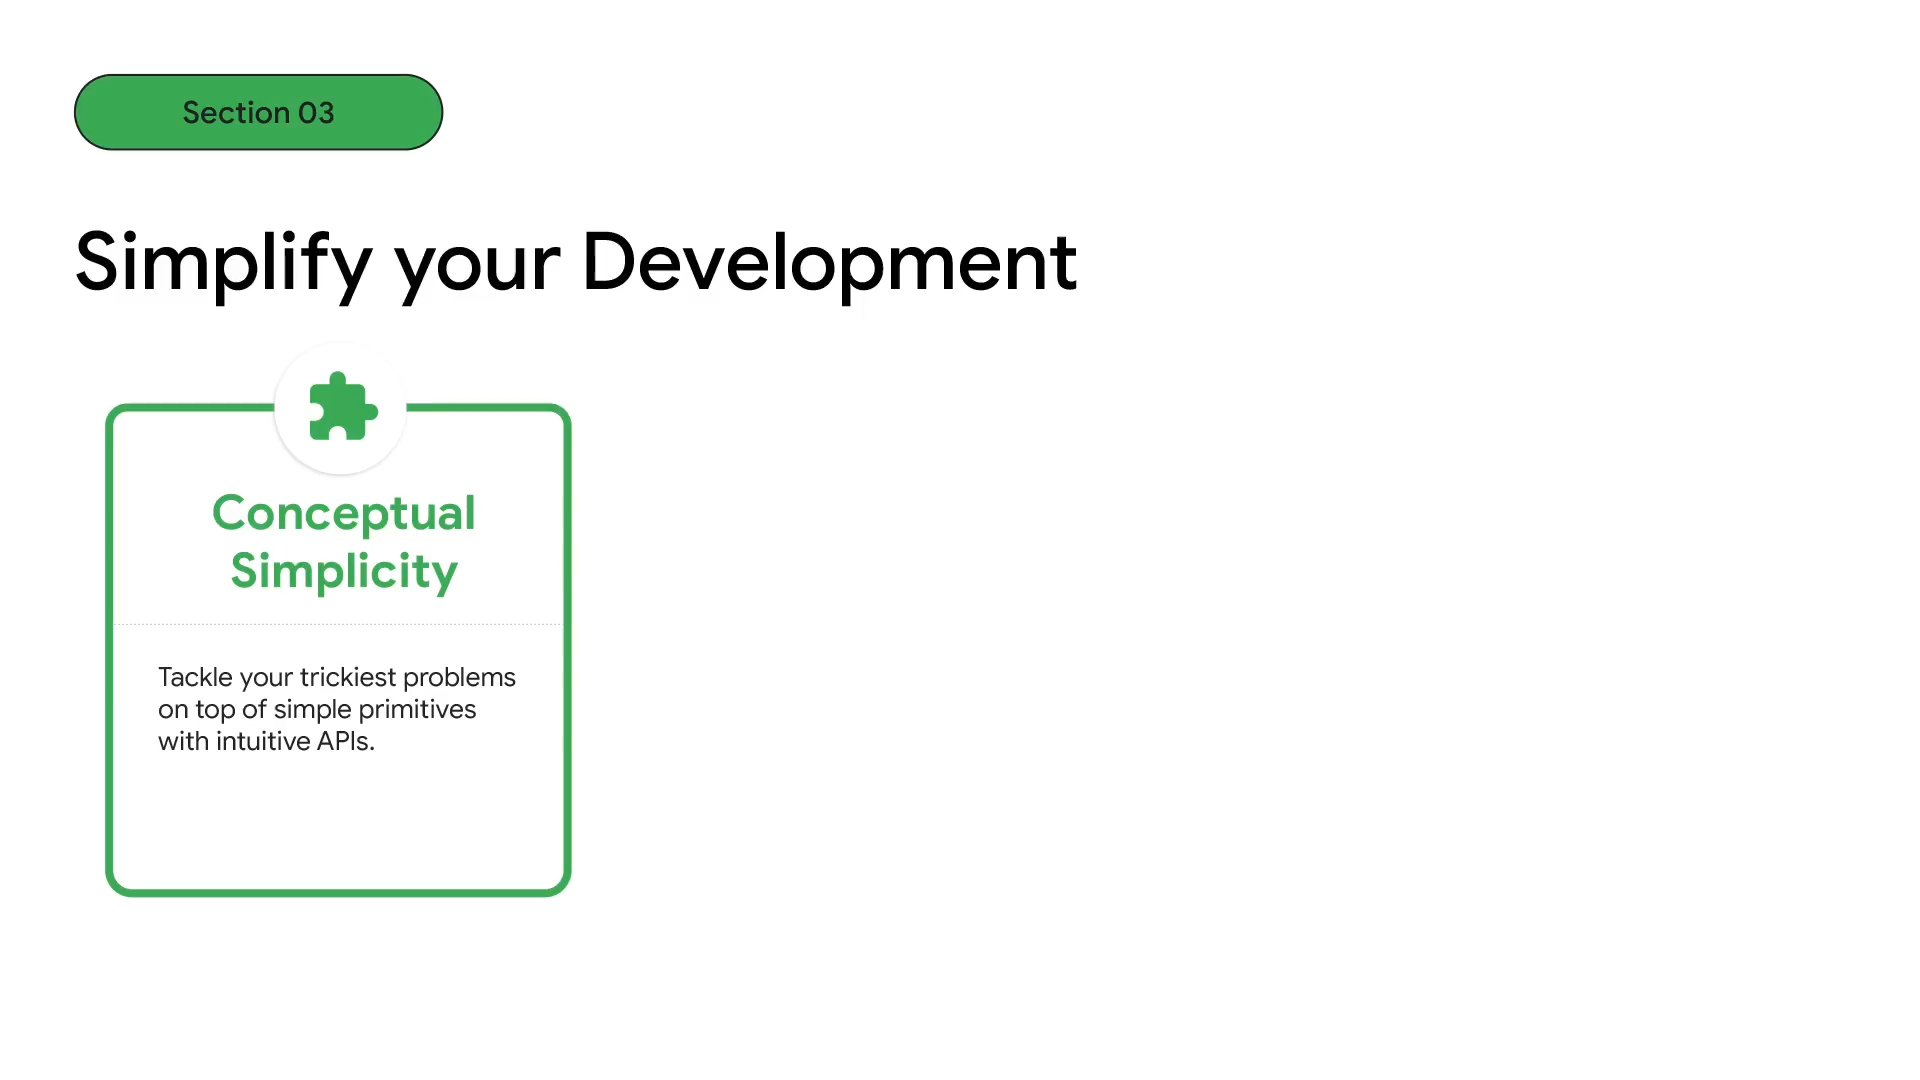 Section 03
Simplify your Development
Conceptual
Simplicity
Tackle your trickiest problems
on top of simple primitives
with intuitive APIs.